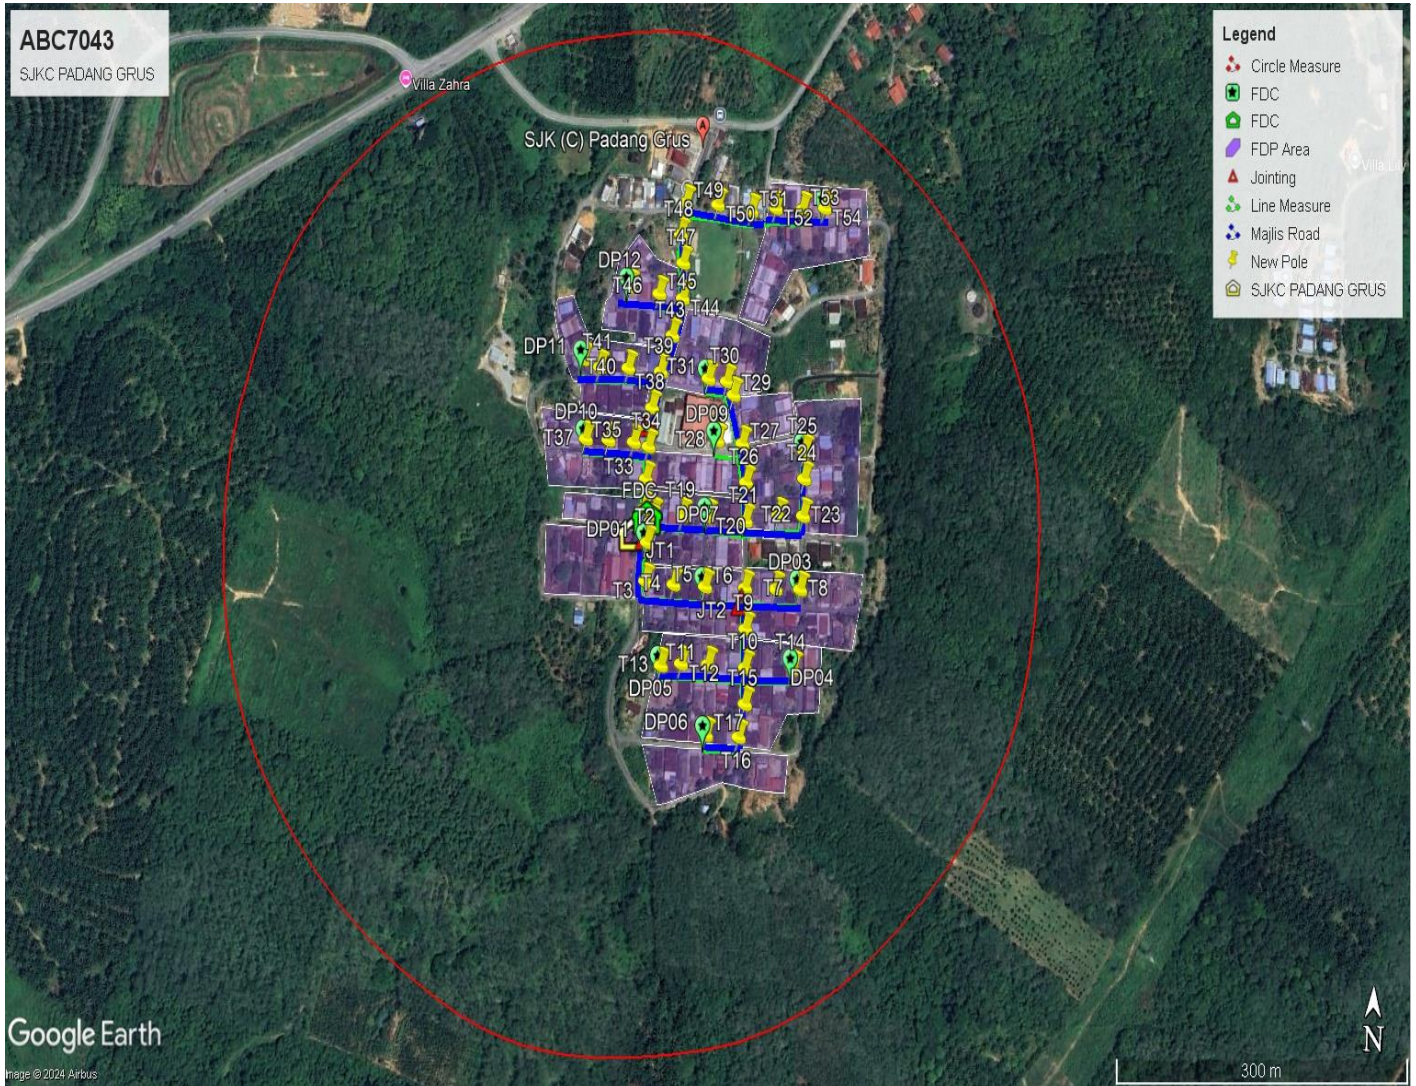 ABC7043
SJKC PADANG GRUS
Legend
Circle Measure
FDC
FDC
FDP Area
Jointing
Line Measure
Majlis Road
New Pole
SJKC PADANG GRUS
Villa Zahra
A
SJK (C) Padang Grus
T49
T48
T50
T51
T52
T53
T54
T47
DP12
T46
T45
T43
T44
DP11
T41
T40
T39
T38
T31
T30
T29
DP10
T37
T35
T34
T33
DP09
T28
T27
T26
T25
T24
FDC
T19
T21
DP07
T20
T22
T23
T2
DP01
JT1
T3
T4
T5
T6
DP03
T7
T8
JT2
T9
T10
T14
T13
T11
T12
T15
DP05
DP04
DP06
T17
T16
N
300 m
Google Earth
mage © 2024 Airbus